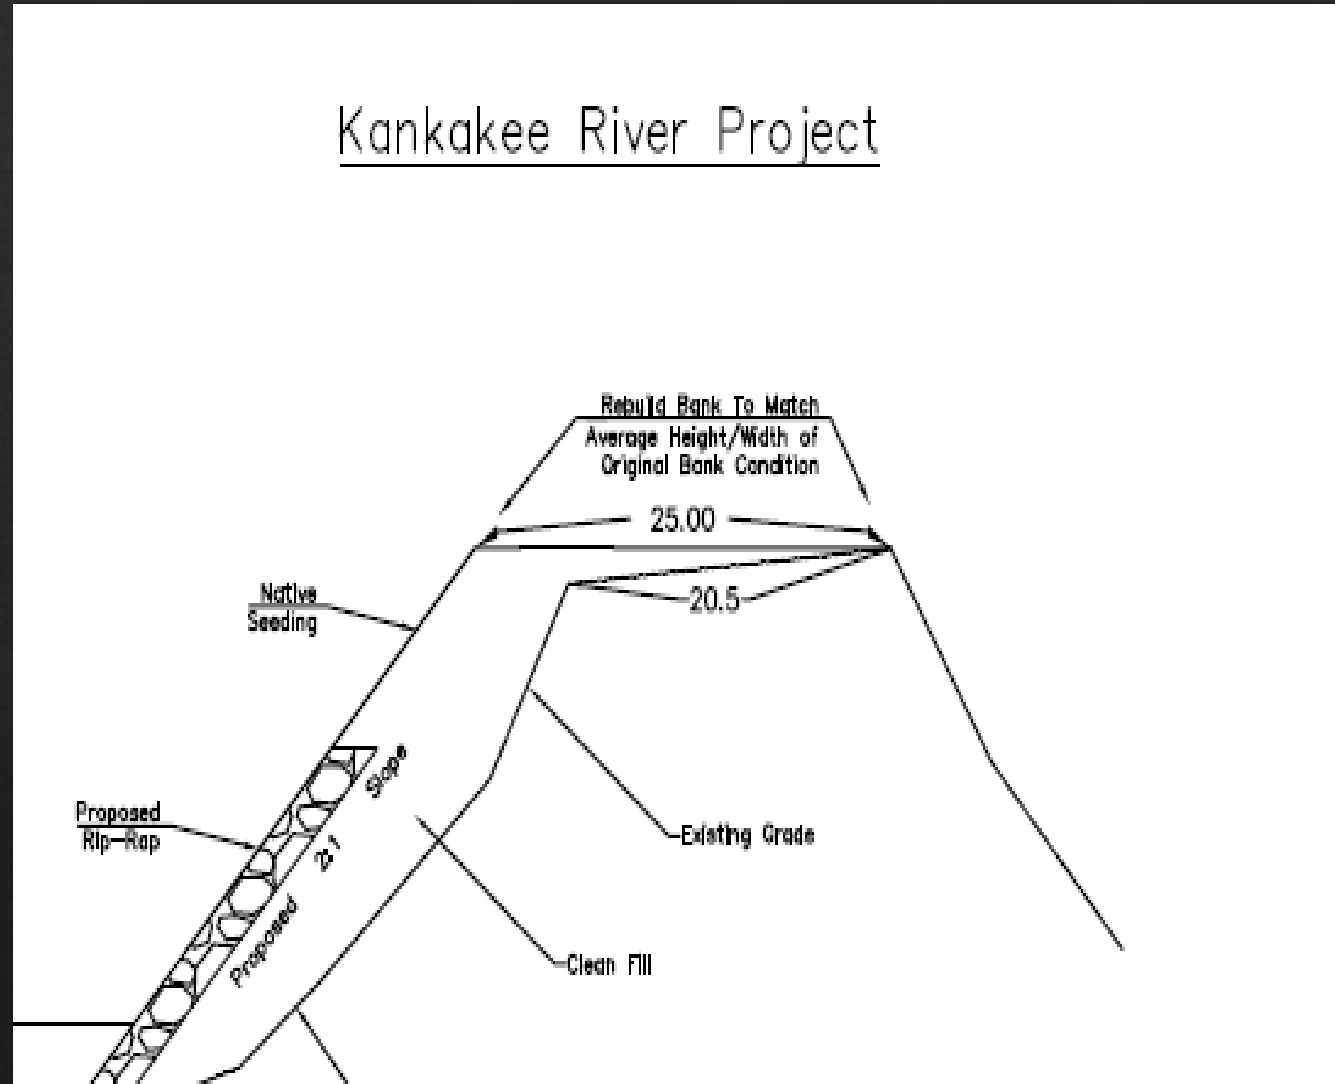 Kankakee River Project
Rebuild Bank To Match
Average Height/Width of
Original Bank Condition
25.00
20.5
Native
Seeding
Proposed
Rip-Rap
Proposed 2:1 Slope
Existing Grade
Clean Fill